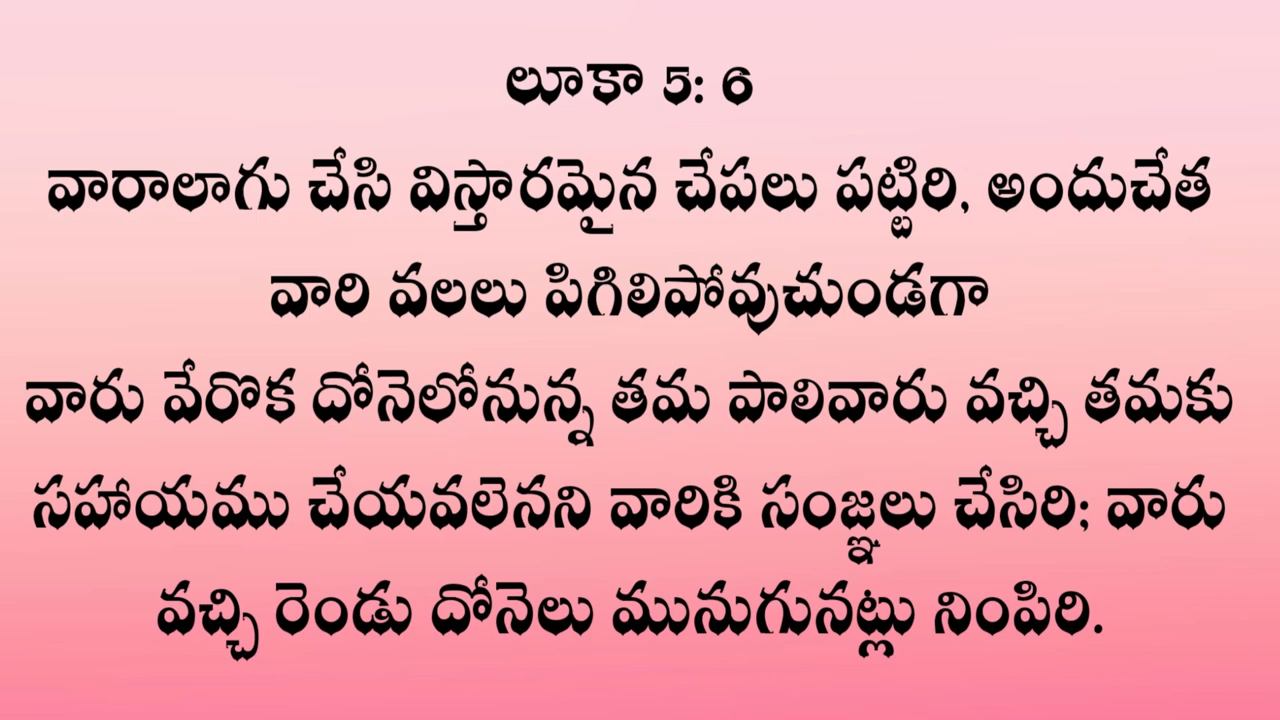 లూకా 5: 6
వారాలాగు చేసి విస్తారమైన చేపలు పట్టిరి, అందుచేత
వారి వలలు పిగిలిపోవుచుండగా
వారు వేరొక దోనెలోనున్న తమ పాలివారు వచ్చి తమకు
సహాయము చేయవలెనని వారికి సంజ్ఞలు చేసిరి; వారు
వచ్చి రెండు దోనెలు మునుగునట్లు నింపిరి.